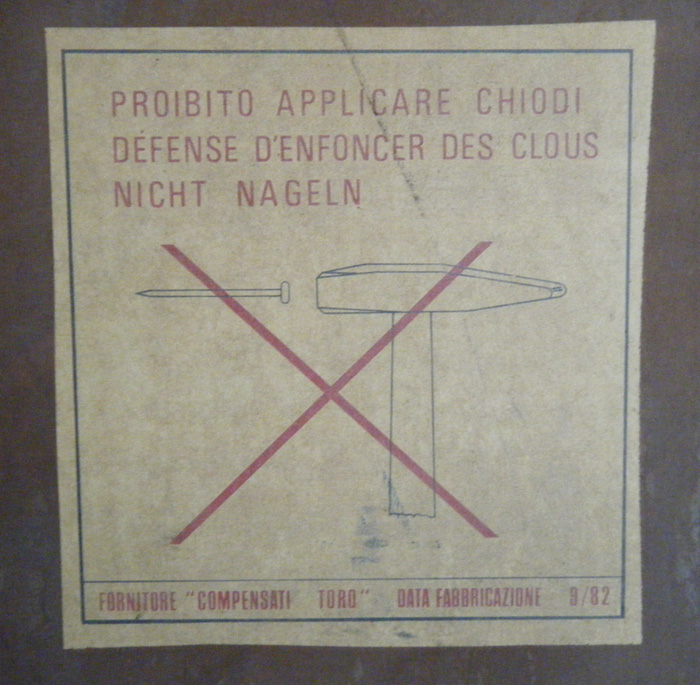 PROIBITO APPLICARE CHIODI
DÉFENSE D'ENFONCER DES CLOUS
NICHT NAGELN
FORNITORE "COMPENSATI TORO" DATA FABBRICAZIONE 9/82